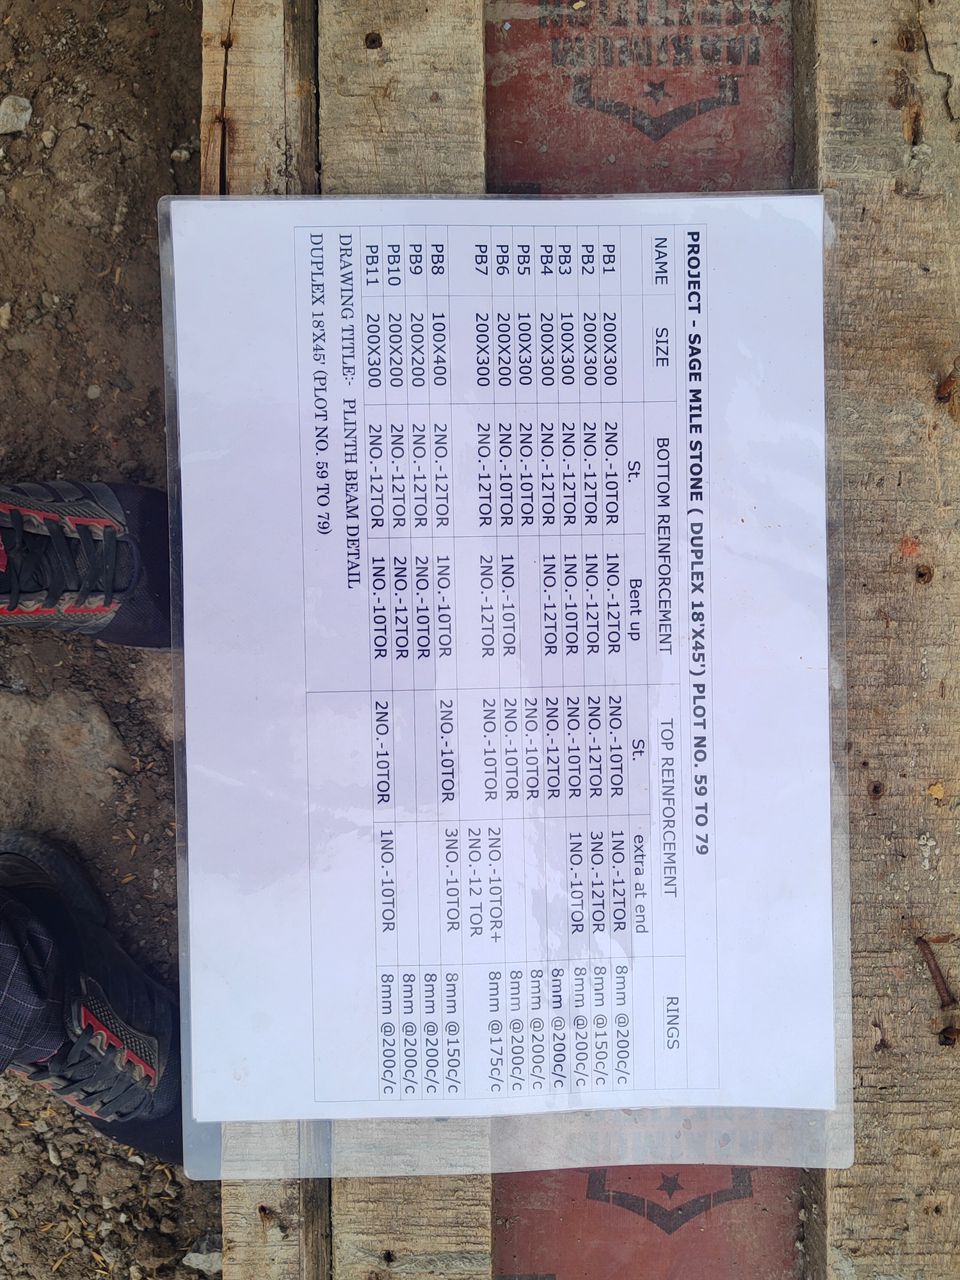 PROJECT - SAGE MILE STONE ( DUPLEX 18'X45') PLOT NO. 59 TO 79
NAME SIZE BOTTOM REINFORCEMENT TOP REINFORCEMENT RINGS
St. Bent up St. extra at end
PB1 200X300 2NO.-10TOR 1NO.-12TOR 2NO.-10TOR 1NO.-12TOR 8mm @200c/c
PB2 200X300 2NO.-12TOR 1NO.-12TOR 2NO.-12TOR 3NO.-12TOR 8mm @150c/c
PB3 100X300 2NO.-12TOR 1NO.-10TOR 2NO.-10TOR 1NO.-10TOR 8mm @200c/c
PB4 200X300 2NO.-12TOR 1NO.-12TOR 2NO.-12TOR 8mm @200c/c
PB5 100X300 2NO.-10TOR 2NO.-10TOR 8mm @200c/c
PB6 200X200 2NO.-10TOR 1NO.-10TOR 2NO.-10TOR 8mm @200c/c
PB7 200X300 2NO.-12TOR 2NO.-12TOR 2NO.-10TOR 2NO.-10TOR+ 8mm @175c/c
2NO.-12 TOR
PB8 100X400 2NO.-12TOR 1NO.-10TOR 2NO.-10TOR 3NO.-10TOR 8mm @150c/c
PB9 200X200 2NO.-12TOR 2NO.-10TOR 8mm @200c/c
PB10 200X200 2NO.-12TOR 2NO.-12TOR 8mm @200c/c
PB11 200X300 2NO.-12TOR 1NO.-10TOR 2NO.-10TOR 1NO.-10TOR 8mm @200c/c
DRAWING TITLE:- PLINTH BEAM DETAIL
DUPLEX 18'X45' (PLOT NO. 59 TO 79)